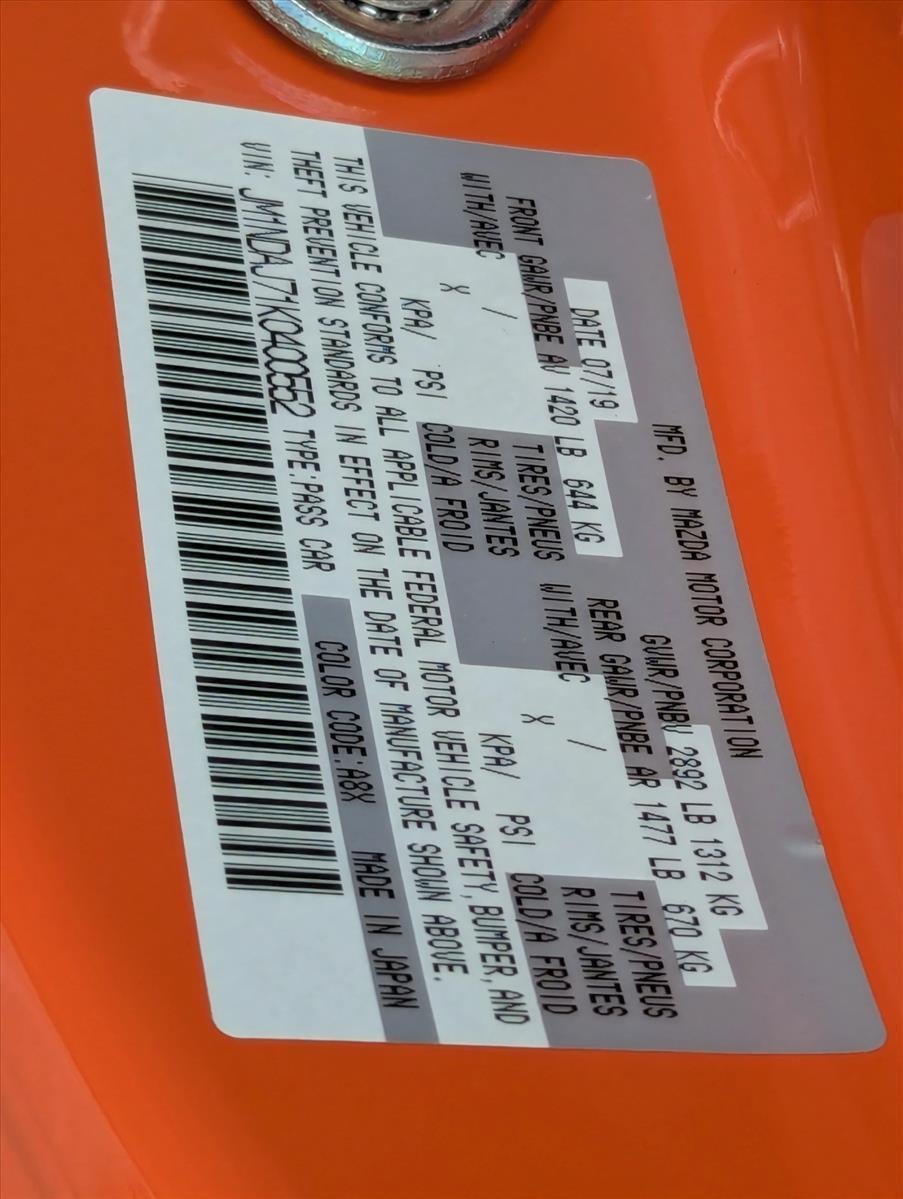 MFD. BY MAZDA MOTOR CORPORATION
DATE 07/19 GVWR/PNBV 2892 LB 1312 KG
FRONT GAWR/PNBE AV 1420 LB 644 KG REAR GAWR/PNBE AR 1477 LB 670 KG
WITH/AVEC / TIRES/PNEUS WITH/AVEC / TIRES/PNEUS
X RIMS/JANTES X RIMS/JANTES
KPA/ PSI COLD/A FROID KPA/ PSI COLD/A FROID
THIS VEHICLE CONFORMS TO ALL APPLICABLE FEDERAL MOTOR VEHICLE SAFETY, BUMPER, AND
THEFT PREVENTION STANDARDS IN EFFECT ON THE DATE OF MANUFACTURE SHOWN ABOVE.
VIN: JM1NDAJ71K0400552 TYPE:PASS CAR COLOR CODE:A8X MADE IN JAPAN